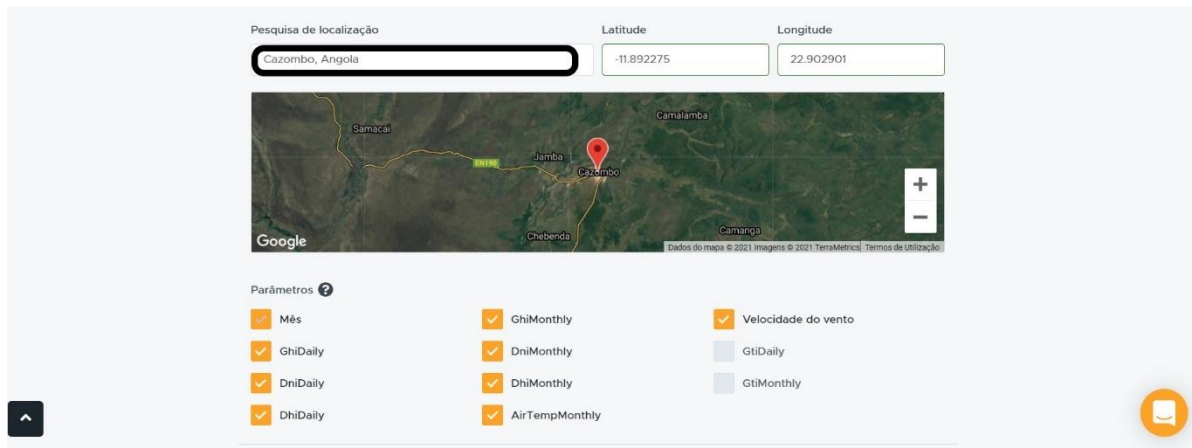 Pesquisa de localização Latitude Longitude
Cazombo, Angola -11.892275 22.902901
Camalamba
Samacai
Jamba
EN190
Cazombo
Camanga
Chebenda
Google
Dados do mapa © 2021 Imagens © 2021 TerraMetrics Termos de Utilização
Parâmetros ?
Mês GhiMonthly Velocidade do vento
GhiDaily DniMonthly GtiDaily
DniDaily DhiMonthly GtiMonthly
DhiDaily AirTempMonthly